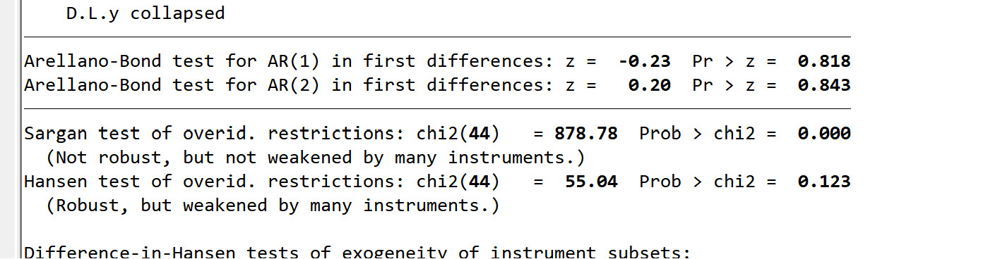 D.L.y collapsed
Arellano-Bond test for AR(1) in first differences: z = -0.23 Pr > z = 0.818
Arellano-Bond test for AR(2) in first differences: z = 0.20 Pr > z = 0.843
Sargan test of overid. restrictions: chi2(44) = 878.78 Prob > chi2 = 0.000
(Not robust, but not weakened by many instruments.)
Hansen test of overid. restrictions: chi2(44) = 55.04 Prob > chi2 = 0.123
(Robust, but weakened by many instruments.)
Difference-in-Hansen tests of exogeneity of instrument subsets: